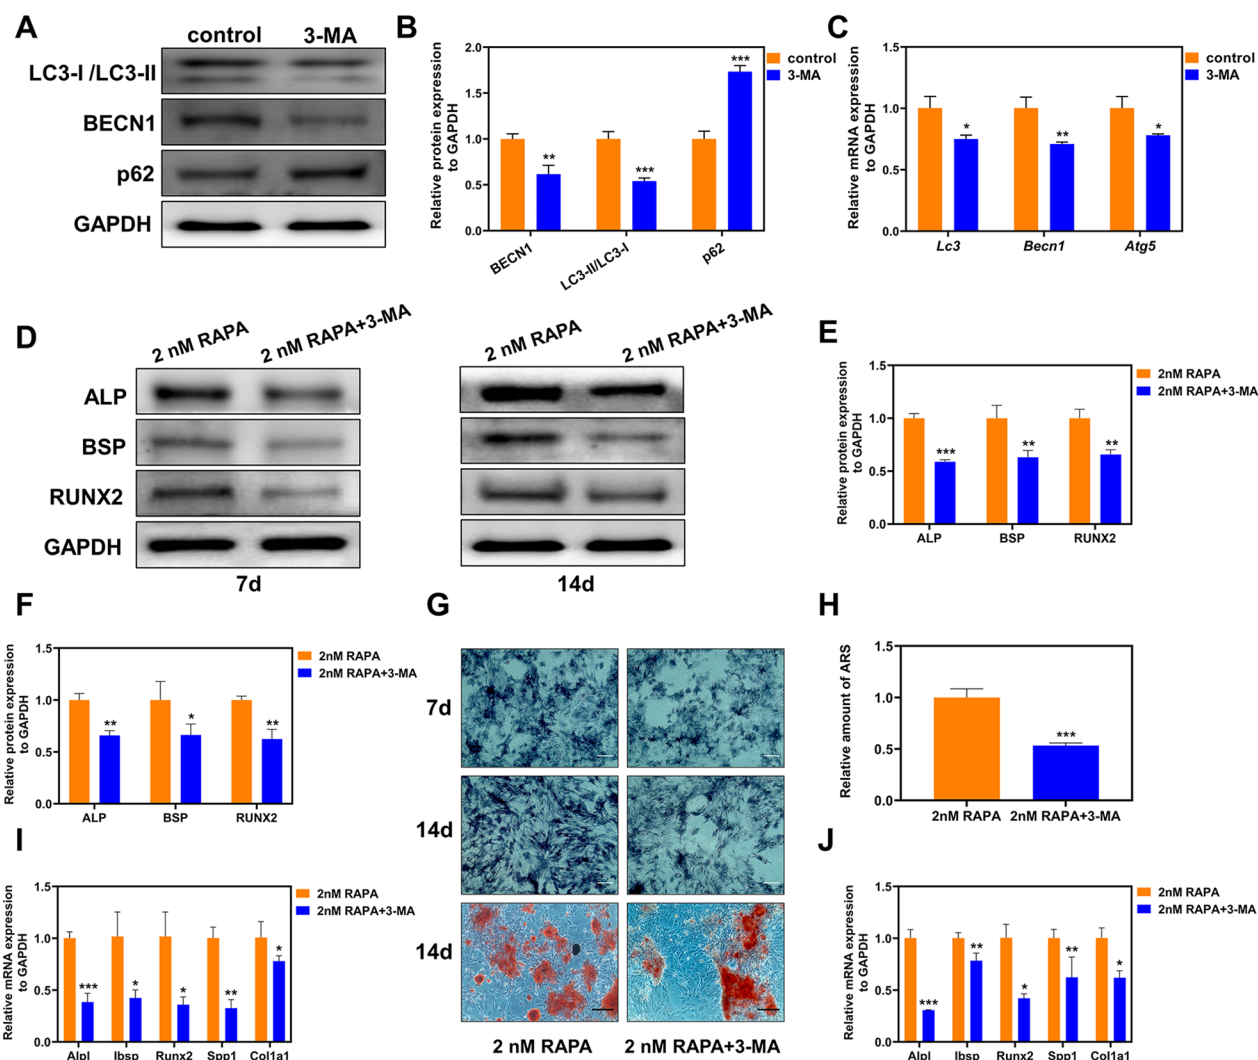 A
control 3-MA
LC3-I /LC3-II
BECN1
p62
GAPDH
B
Relative protein expression
to GAPDH
2.0
1.5
1.0
0.5
0.0
** *** ***
BECN1 LC3-II/LC3-I p62
control
3-MA
C
Relative mRNA expression
to GAPDH
1.5
1.0
0.5
0.0
* ** *
Lc3 Becn1 Atg5
control
3-MA
D
2 nM RAPA 2 nM RAPA+3-MA
2 nM RAPA 2 nM RAPA+3-MA
ALP
BSP
RUNX2
GAPDH
7d 14d
E
Relative protein expression
to GAPDH
1.5
1.0
0.5
0.0
*** ** **
ALP BSP RUNX2
2nM RAPA
2nM RAPA+3-MA
F
Relative protein expression
to GAPDH
1.5
1.0
0.5
0.0
** * **
ALP BSP RUNX2
2nM RAPA
2nM RAPA+3-MA
G
7d
14d
14d
2 nM RAPA 2 nM RAPA+3-MA
H
Relative amount of ARS
1.5
1.0
0.5
0.0
***
2nM RAPA 2nM RAPA+3-MA
I
Relative mRNA expression
to GAPDH
1.5
1.0
0.5
0.0
*** * * ** *
Alpl Ibsp Runx2 Spp1 Col1a1
2nM RAPA
2nM RAPA+3-MA
J
Relative mRNA expression
to GAPDH
1.5
1.0
0.5
0.0
*** ** * ** *
Alpl Ibsp Runx2 Spp1 Col1a1
2nM RAPA
2nM RAPA+3-MA